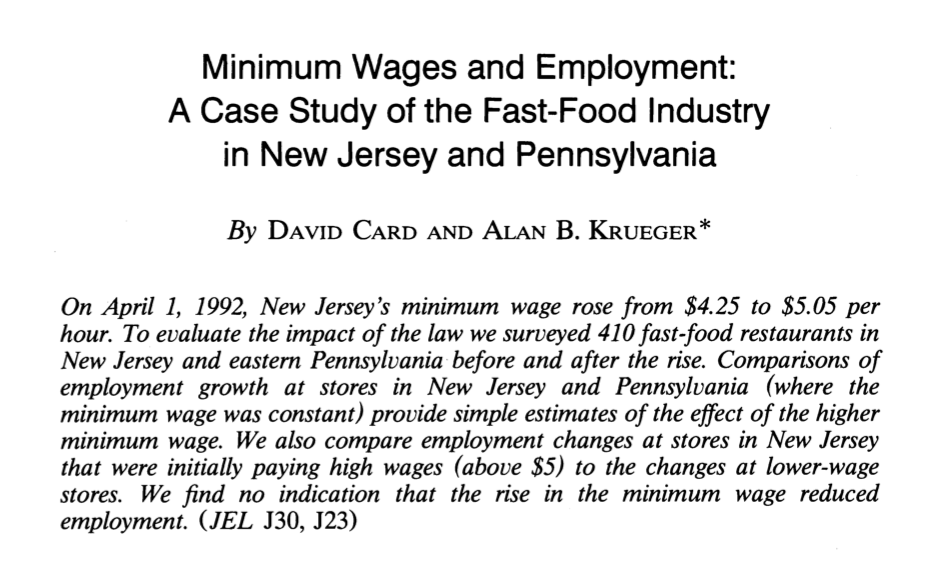 Minimum Wages and Employment:
A Case Study of the Fast-Food Industry
in New Jersey and Pennsylvania
By DAVID CARD AND ALAN B. KRUEGER*
On April 1, 1992, New Jersey's minimum wage rose from $4.25 to $5.05 per
hour. To evaluate the impact of the law we surveyed 410 fast-food restaurants in
New Jersey and eastern Pennsylvania before and after the rise. Comparisons of
employment growth at stores in New Jersey and Pennsylvania (where the
minimum wage was constant) provide simple estimates of the effect of the higher
minimum wage. We also compare employment changes at stores in New Jersey
that were initially paying high wages (above $5) to the changes at lower-wage
stores. We find no indication that the rise in the minimum wage reduced
employment. (JEL J30, J23)